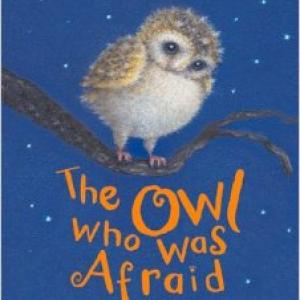 The Owl
Who Was
Afraid